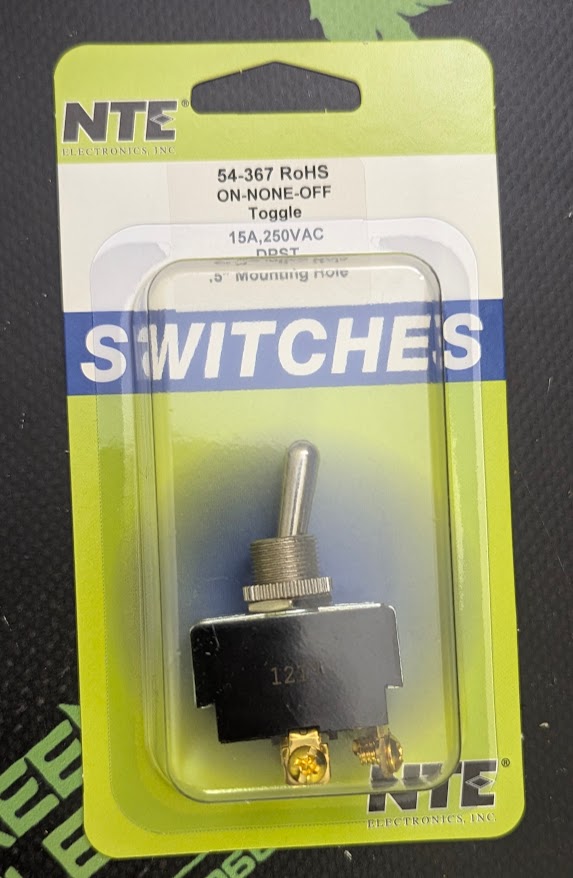 NTE®
ELECTRONICS, INC.
54-367 RoHS
ON-NONE-OFF
Toggle
15A,250VAC
DPST
.5" Mounting Hole
SWITCHES
NTE®
ELECTRONICS, INC.